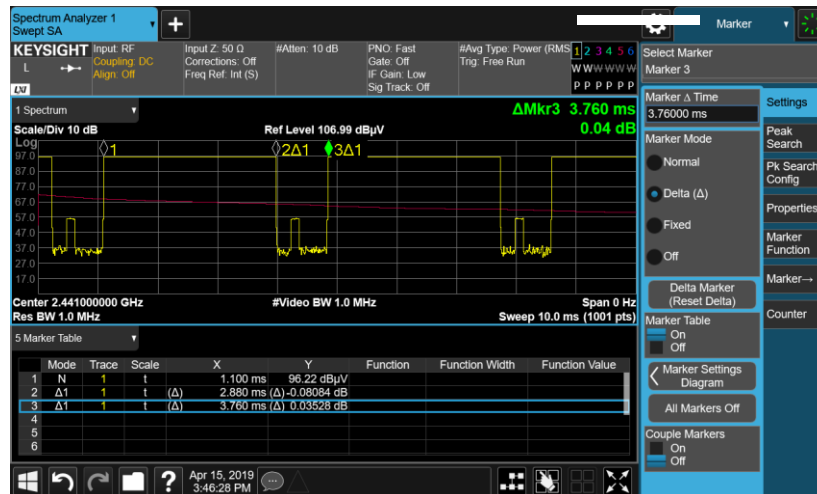 Spectrum Analyzer 1
Swept SA
+
Marker
KEYSIGHT
L
LXI
Input: RF
Coupling: DC
Align: Off
Input Z: 50 Ω
Corrections: Off
Freq Ref: Int (S)
#Atten: 10 dB
PNO: Fast
Gate: Off
IF Gain: Low
Sig Track: Off
#Avg Type: Power (RMS
Trig: Free Run
1 2 3 4 5 6
W W W W W W
P P P P P P
Select Marker
Marker 3
1 Spectrum
ΔMkr3 3.760 ms
0.04 dB
Scale/Div 10 dB
Ref Level 106.99 dBµV
Log
97.0
87.0
77.0
67.0
57.0
47.0
37.0
27.0
17.0
1
2Δ1
3Δ1
Center 2.441000000 GHz
#Video BW 1.0 MHz
Span 0 Hz
Res BW 1.0 MHz
Sweep 10.0 ms (1001 pts)
5 Marker Table
Mode Trace Scale X Y Function Function Width Function Value
1 N 1 t 1.100 ms 96.22 dBµV
2 Δ1 1 t (Δ) 2.880 ms (Δ) -0.08084 dB
3 Δ1 1 t (Δ) 3.760 ms (Δ) 0.03528 dB
4
5
6
Marker Δ Time
3.76000 ms
Marker Mode
Normal
Delta (Δ)
Fixed
Off
Delta Marker
(Reset Delta)
Marker Table
On
Off
Marker Settings
Diagram
All Markers Off
Couple Markers
On
Off
Settings
Peak
Search
Pk Search
Config
Properties
Marker
Function
Marker→
Counter
?
Apr 15, 2019
3:46:28 PM